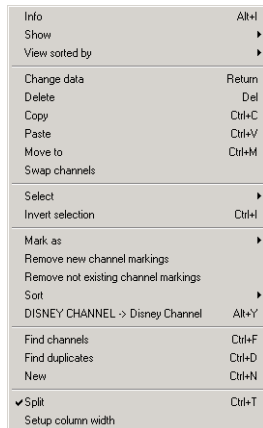 Info Alt+I
Show
View sorted by
Change data Return
Delete Del
Copy Ctrl+C
Paste Ctrl+V
Move to Ctrl+M
Swap channels
Select
Invert selection Ctrl+I
Mark as
Remove new channel markings
Remove not existing channel markings
Sort
DISNEY CHANNEL -> Disney Channel Alt+Y
Find channels Ctrl+F
Find duplicates Ctrl+D
New Ctrl+N
Split Ctrl+T
Setup column width